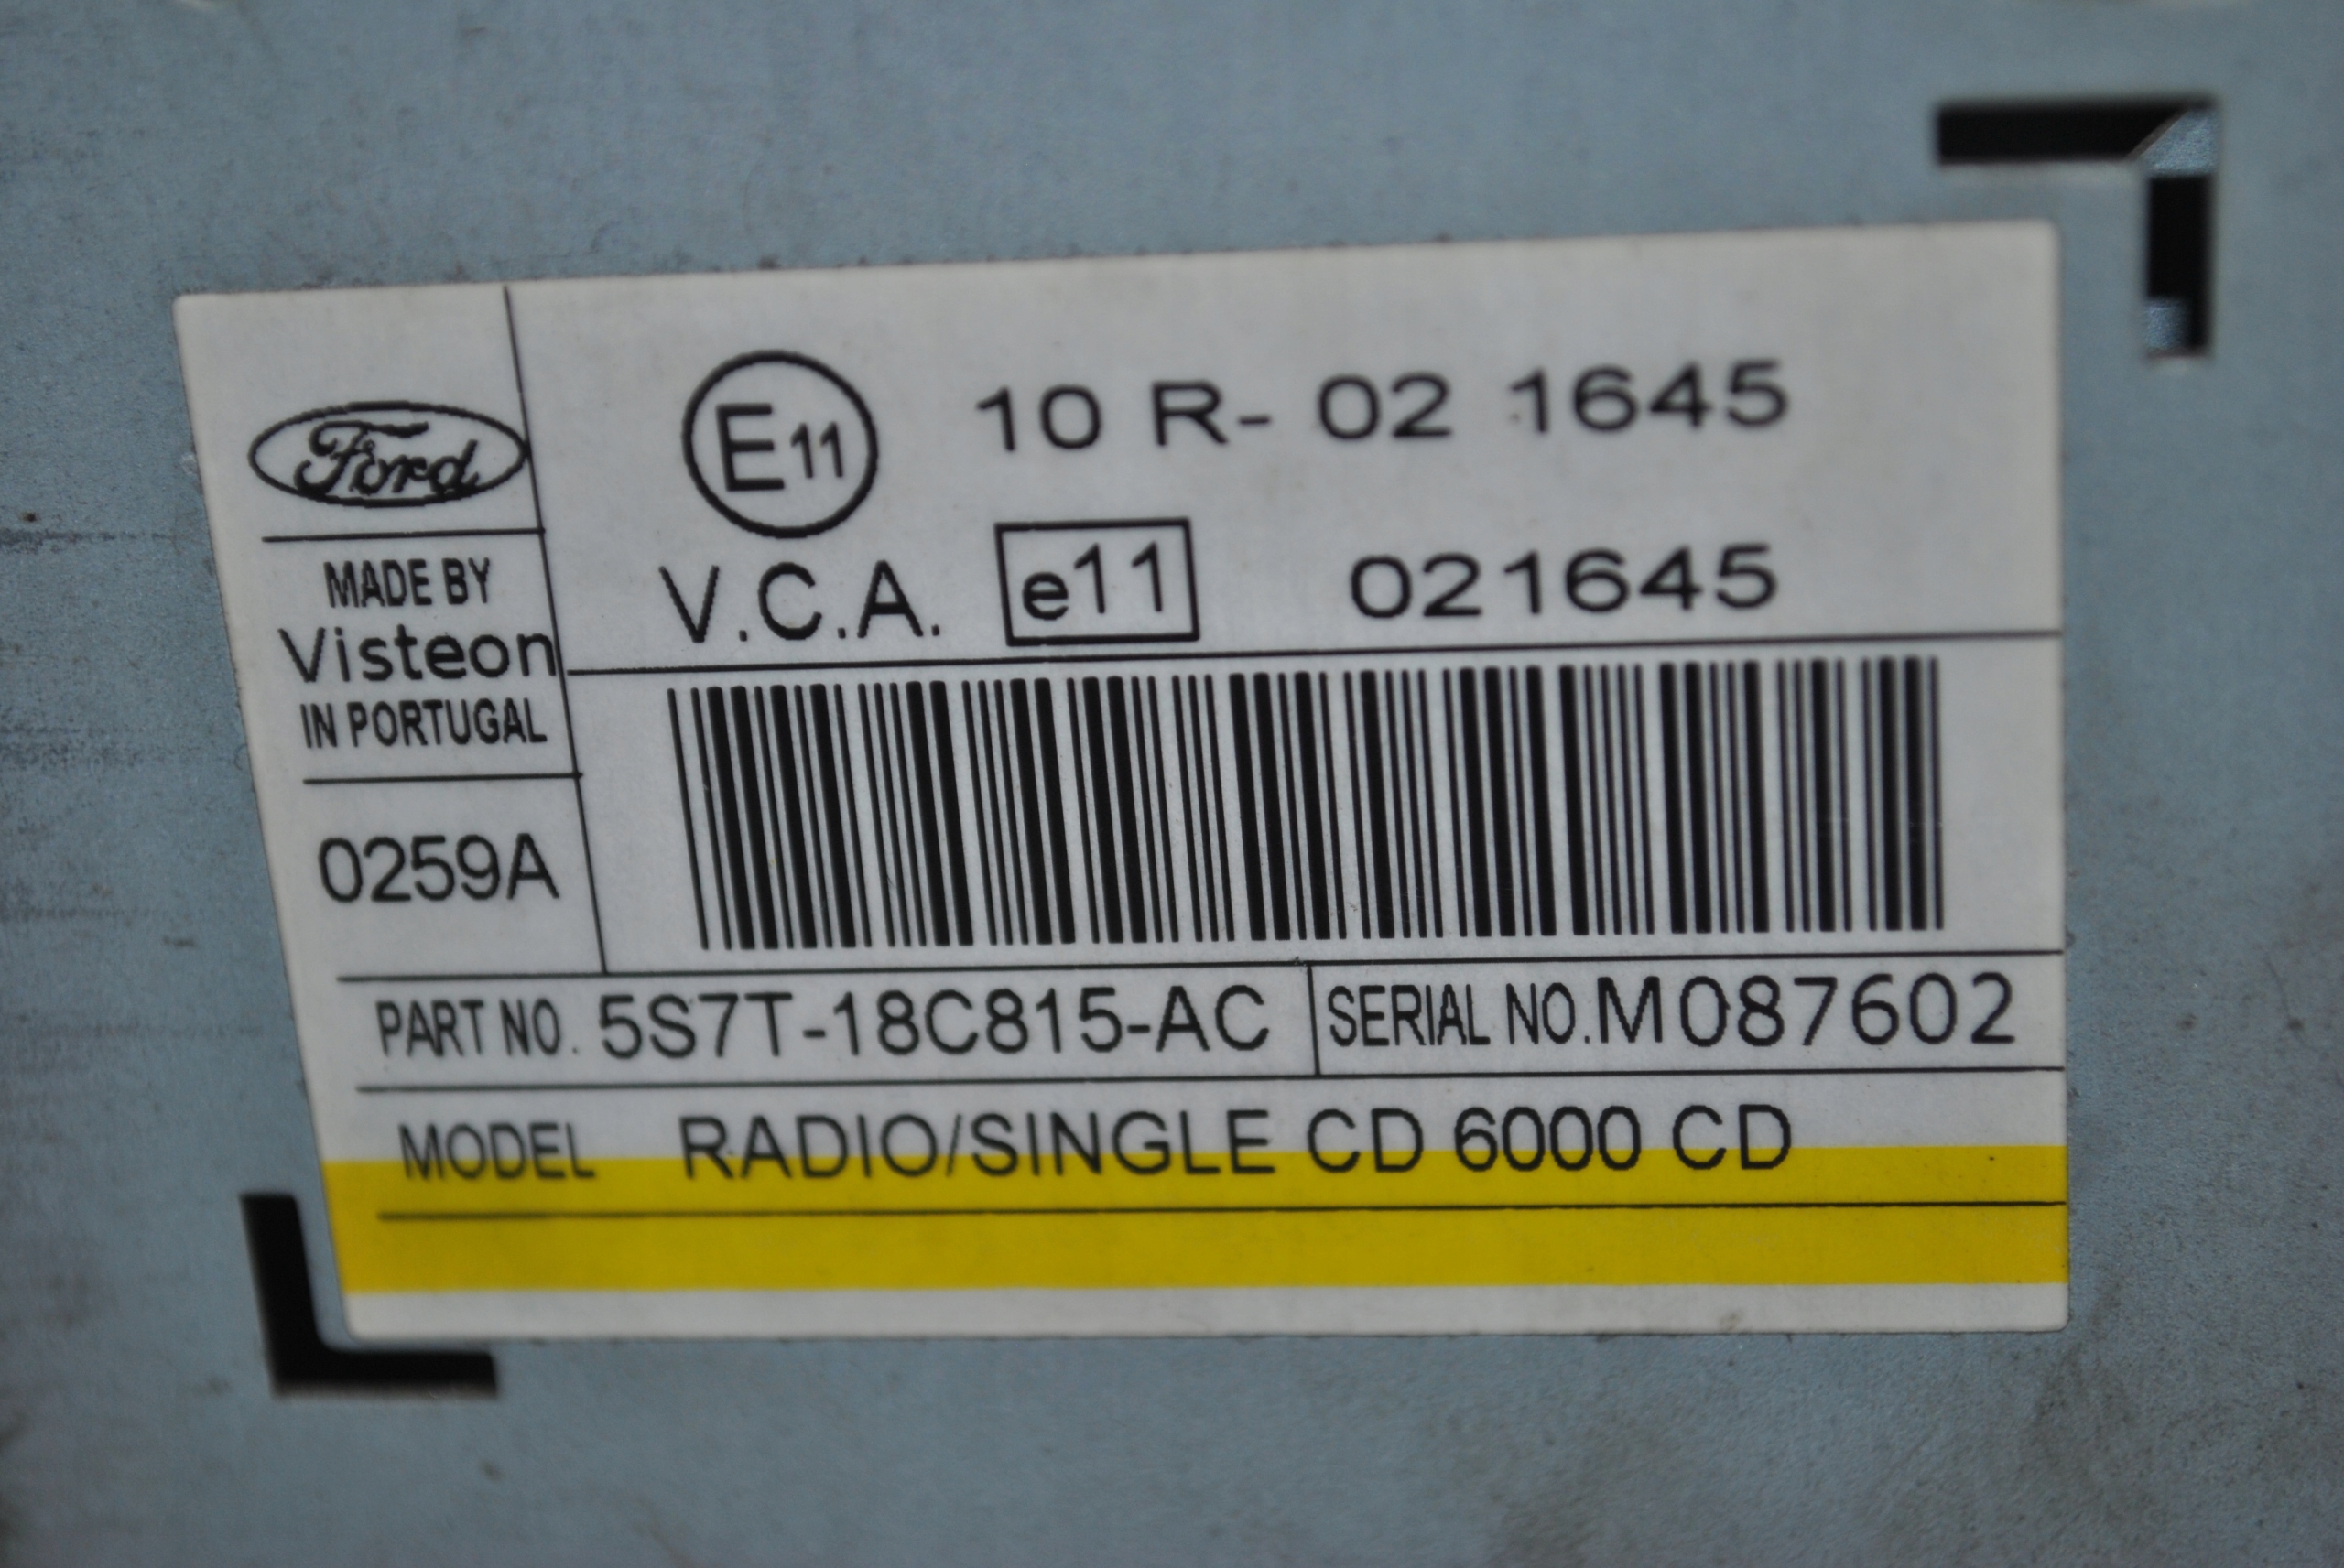 Ford
E11 10 R- 02 1645
V.C.A. e11 021645
MADE BY
Visteon
IN PORTUGAL
0259A
PART NO. 5S7T-18C815-AC SERIAL NO. M087602
MODEL RADIO/SINGLE CD 6000 CD